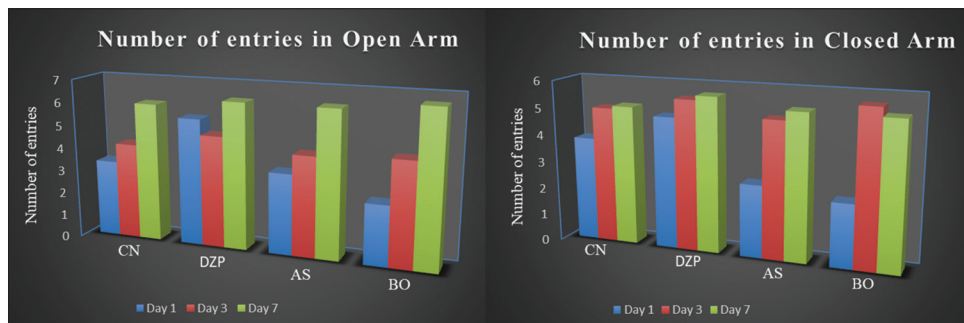 Number of entries in Open Arm
Number of entries
7
6
5
4
3
2
1
0
CN
DZP
AS
BO
Day 1 Day 3 Day 7
Number of entries in Closed Arm
Number of entries
6
5
4
3
2
1
0
CN
DZP
AS
BO
Day 1 Day 3 Day 7